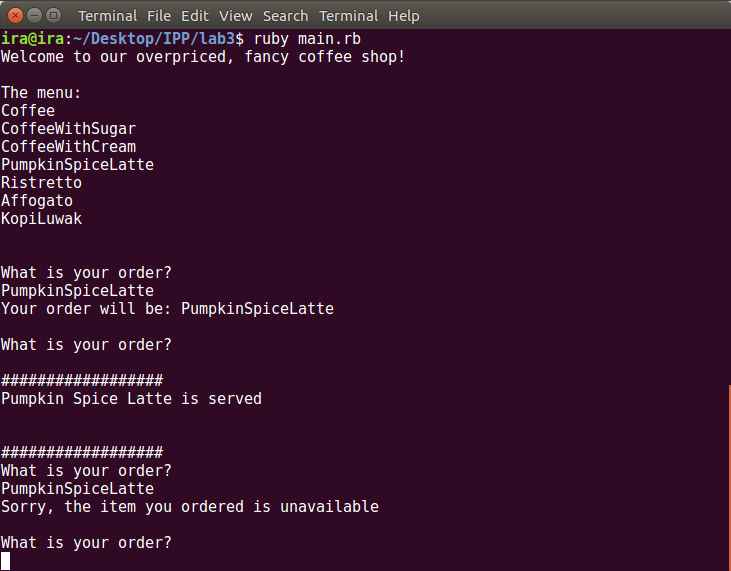 Terminal File Edit View Search Terminal Help
ira@ira:~/Desktop/IPP/lab3$ ruby main.rb
Welcome to our overpriced, fancy coffee shop!
The menu:
Coffee
CoffeeWithSugar
CoffeeWithCream
PumpkinSpiceLatte
Ristretto
Affogato
KopiLuwak
What is your order?
PumpkinSpiceLatte
Your order will be: PumpkinSpiceLatte
What is your order?
##################
Pumpkin Spice Latte is served
##################
What is your order?
PumpkinSpiceLatte
Sorry, the item you ordered is unavailable
What is your order?